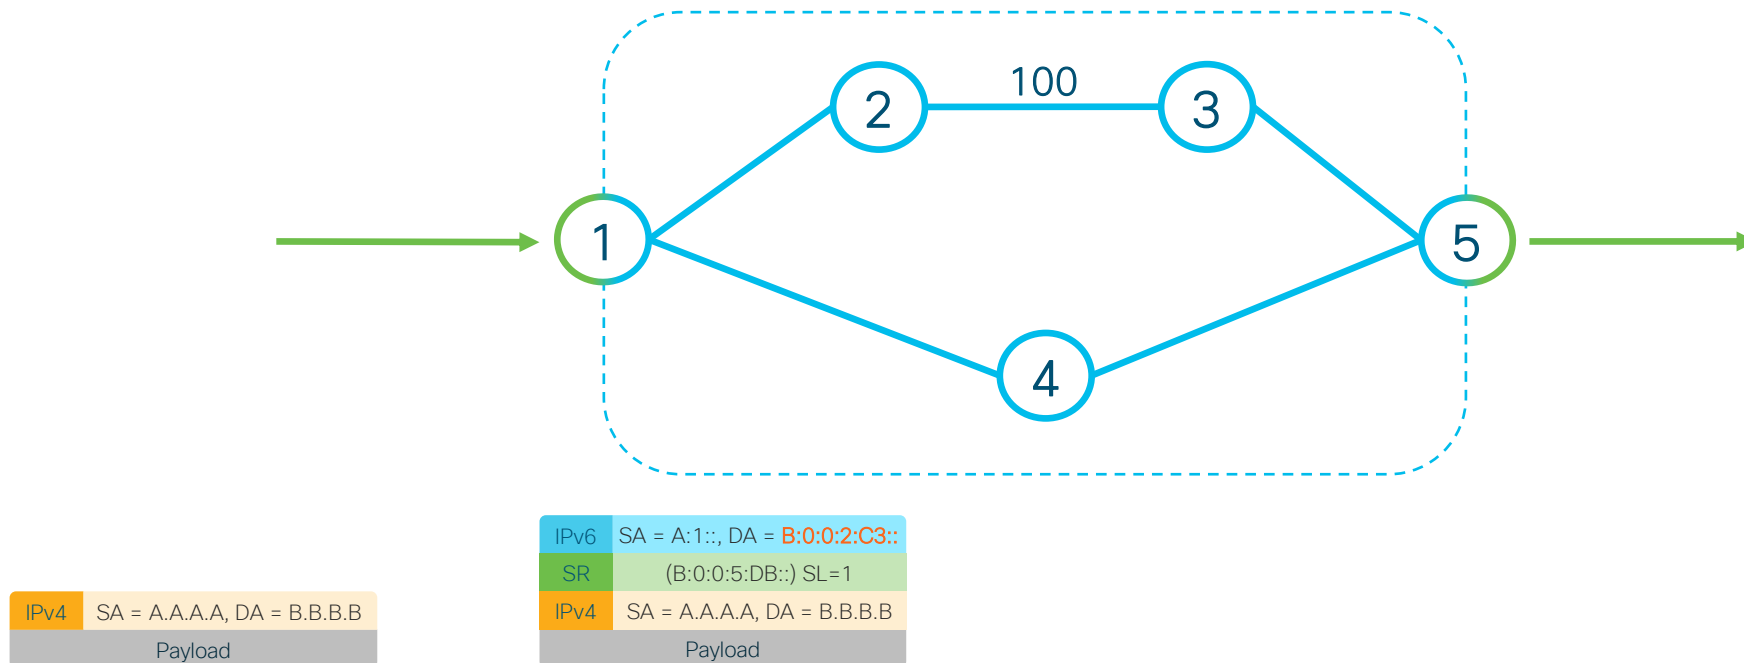 100
2
3
1
5
4
IPv6 SA = A:1::, DA = B:0:0:2:C3::
SR (B:0:0:5:DB::) SL=1
IPv4 SA = A.A.A.A, DA = B.B.B.B
IPv4 SA = A.A.A.A, DA = B.B.B.B
Payload
Payload